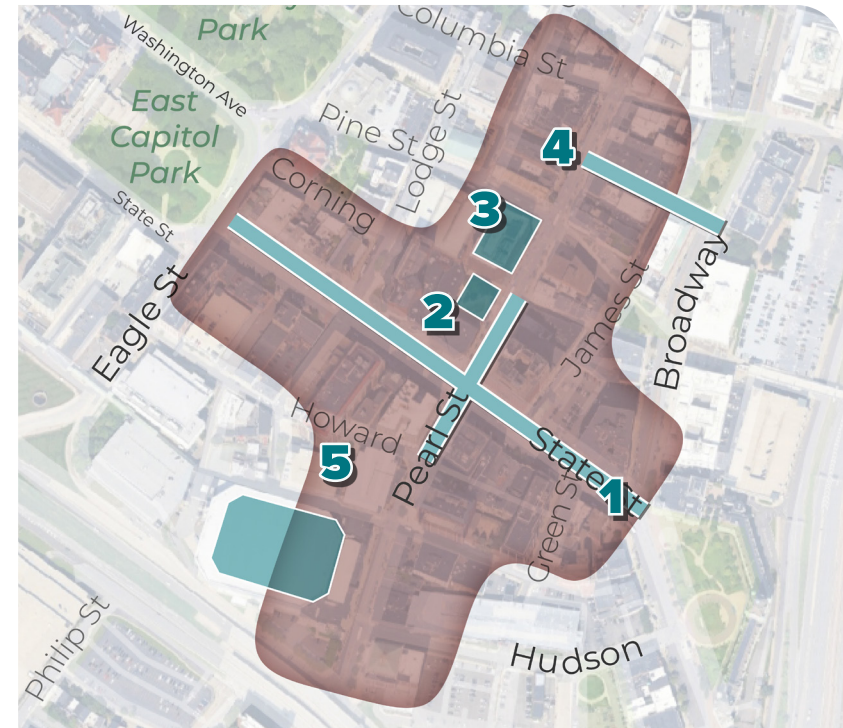 Park
Columbia St
Washington Ave
East
Capitol
Park
Pine St
Lodge St
4
Corning
3
State St
Broadway
Eagle St
2
James St
Howard
Pearl St
State St
5
1
Green St
Philip St
Hudson